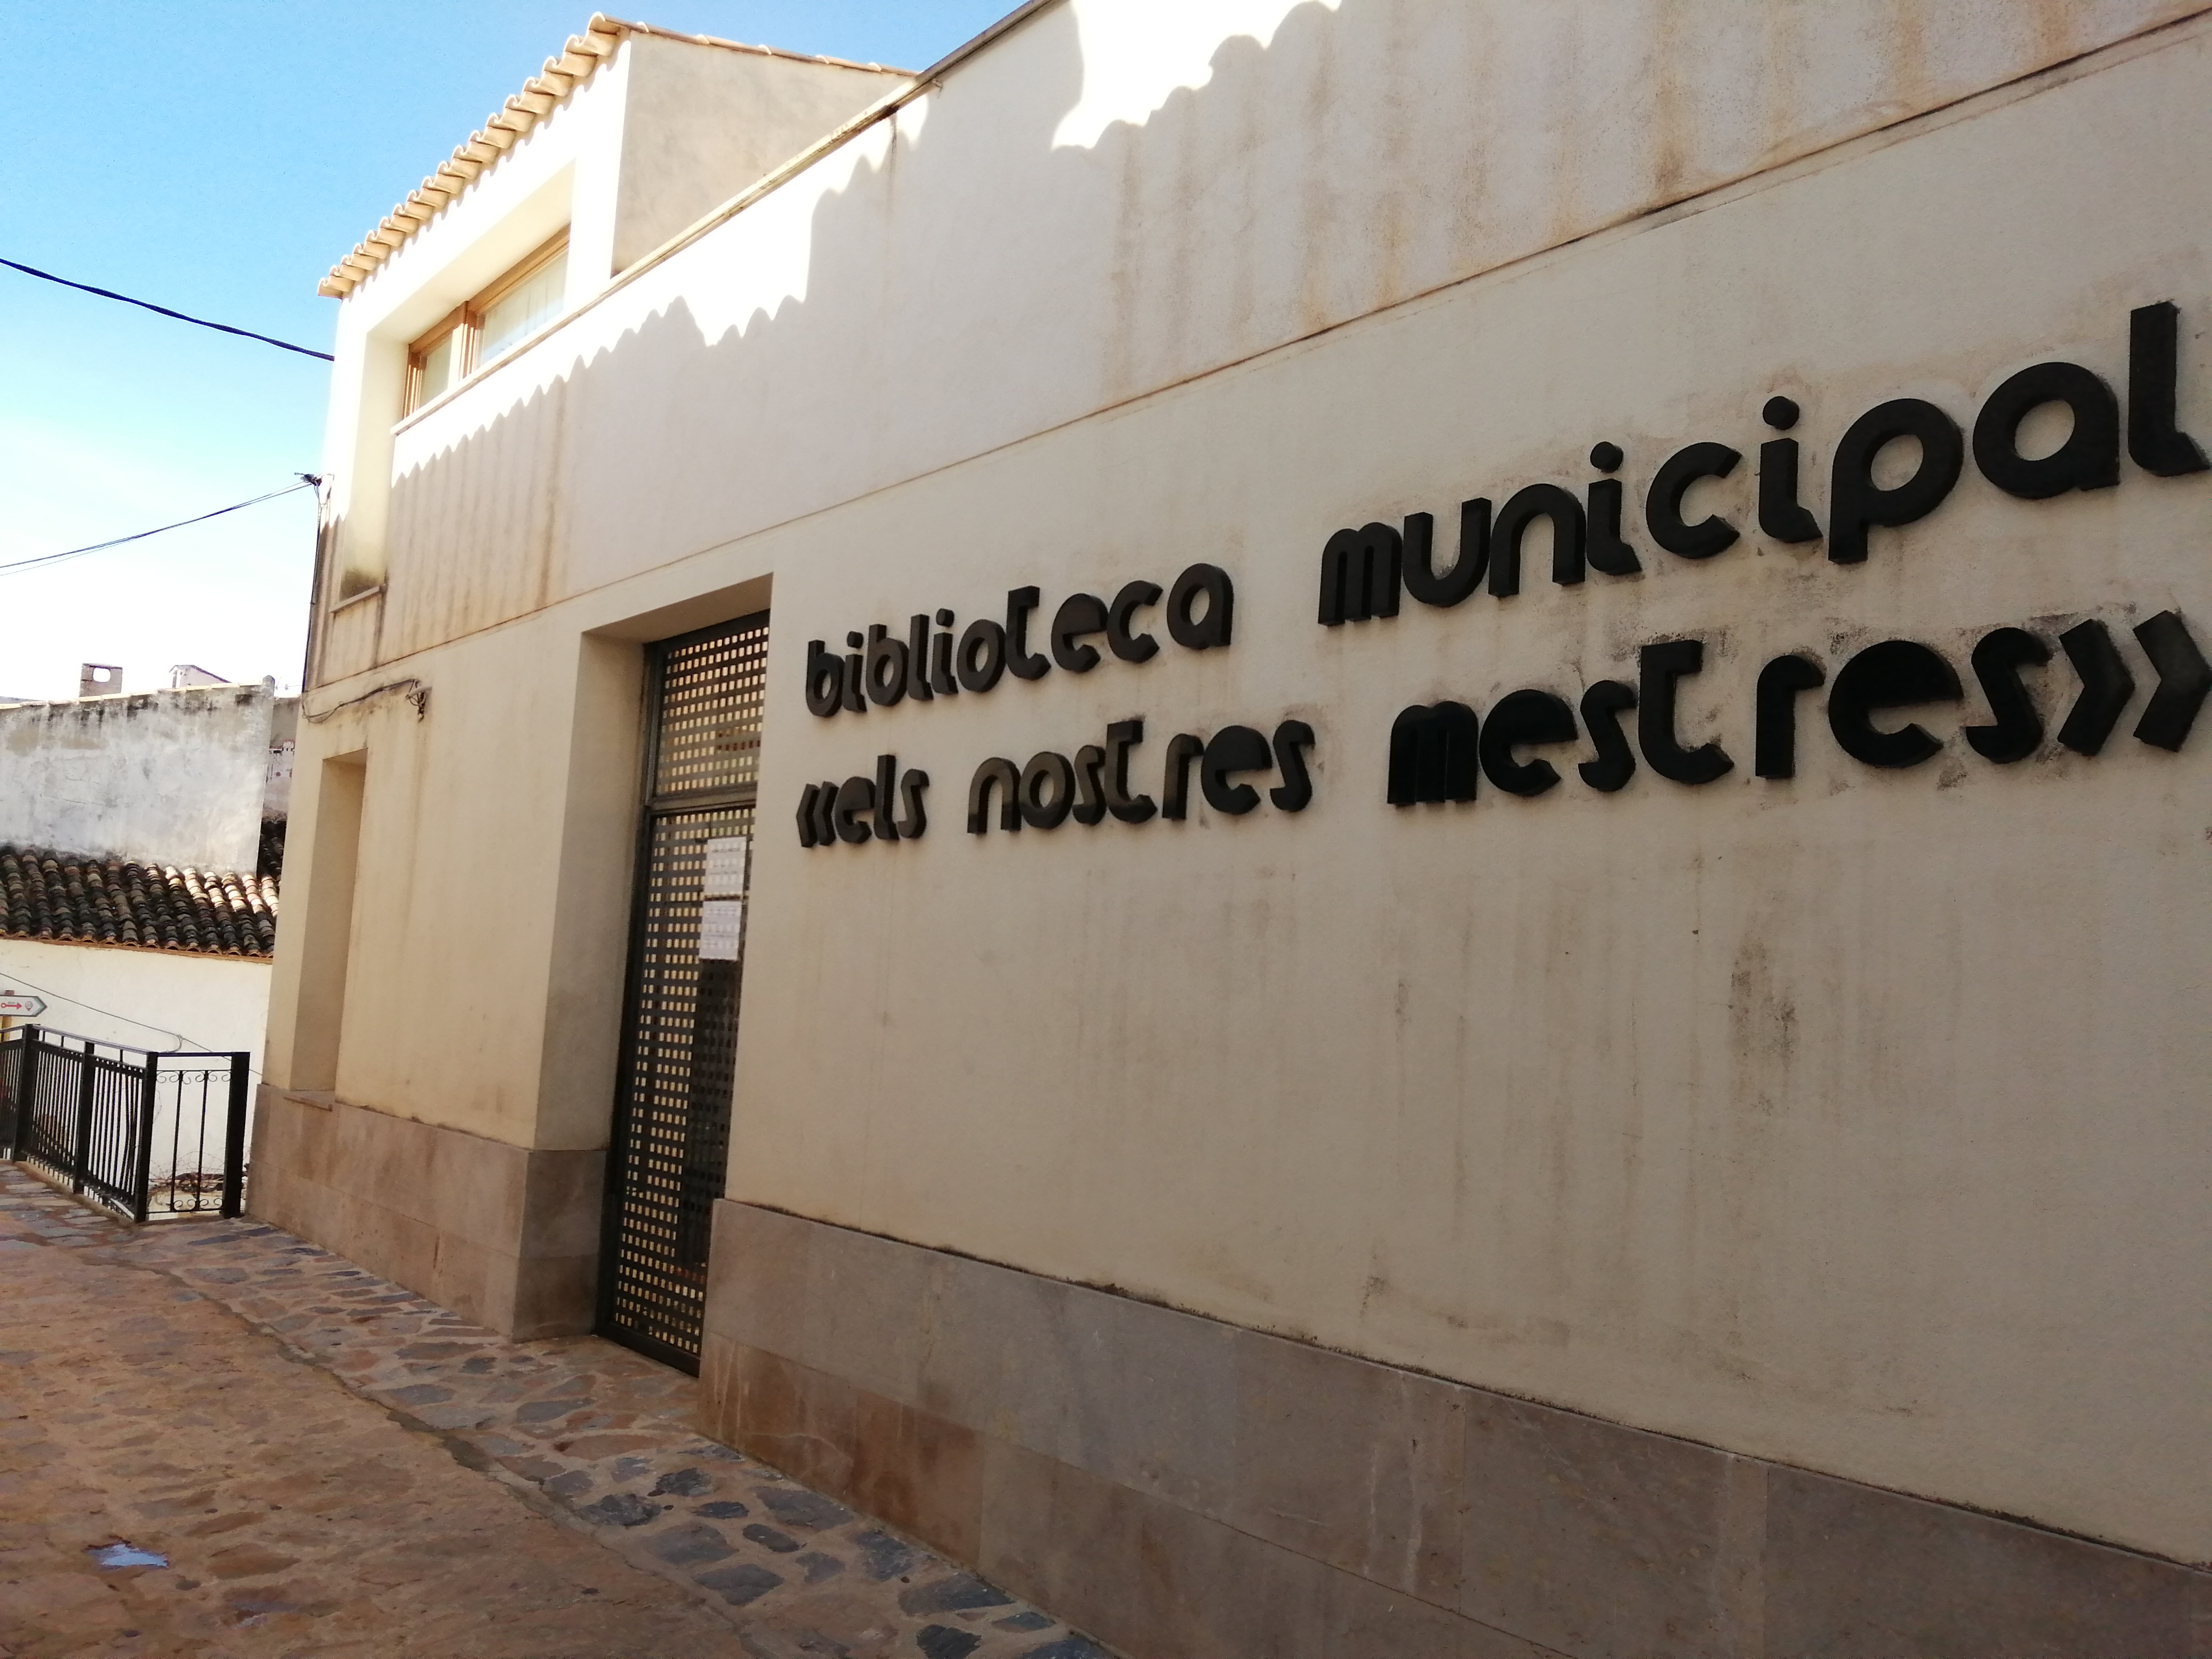 biblioteca municipal
«els nostres mestres»